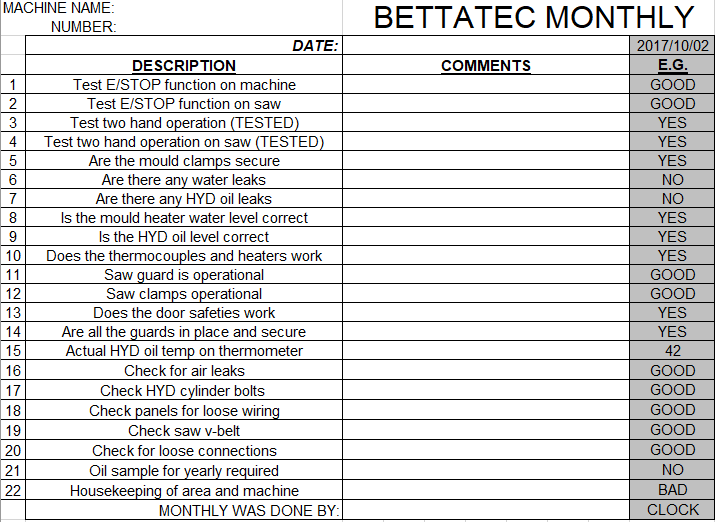 MACHINE NAME:
BETTATEC MONTHLY
NUMBER:
DATE: 2017/10/02
DESCRIPTION COMMENTS E.G.
1 Test E/STOP function on machine GOOD
2 Test E/STOP function on saw GOOD
3 Test two hand operation (TESTED) YES
4 Test two hand operation on saw (TESTED) YES
5 Are the mould clamps secure YES
6 Are there any water leaks NO
7 Are there any HYD oil leaks NO
8 Is the mould heater water level correct YES
9 Is the HYD oil level correct YES
10 Does the thermocouples and heaters work YES
11 Saw guard is operational GOOD
12 Saw clamps operational GOOD
13 Does the door safeties work YES
14 Are all the guards in place and secure YES
15 Actual HYD oil temp on thermometer 42
16 Check for air leaks GOOD
17 Check HYD cylinder bolts GOOD
18 Check panels for loose wiring GOOD
19 Check saw v-belt GOOD
20 Check for loose connections GOOD
21 Oil sample for yearly required NO
22 Housekeeping of area and machine BAD
MONTHLY WAS DONE BY: CLOCK